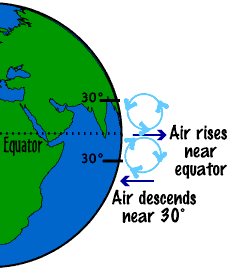 30°
Equator
Air rises
near
equator
30°
Air descends
near 30°